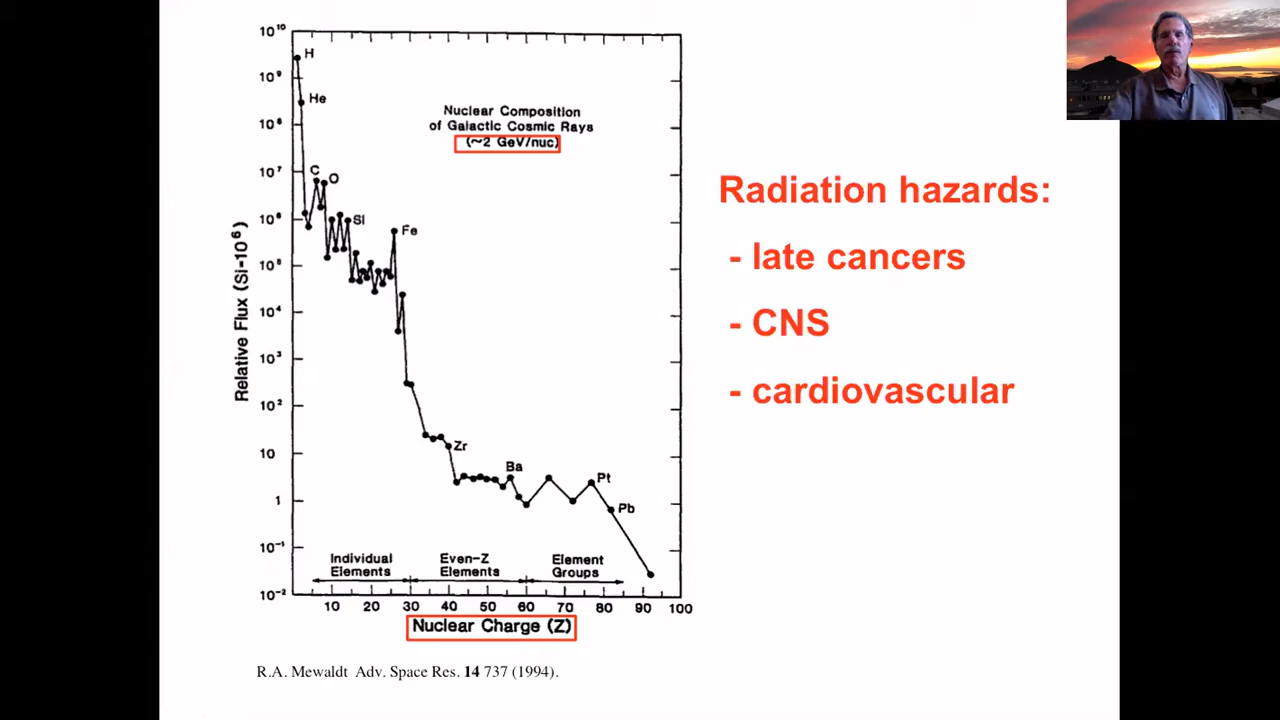 Nuclear Composition
of Galactic Cosmic Rays
(~2 GeV/nuc)
Radiation hazards:
- late cancers
- CNS
- cardiovascular
Relative Flux (Si=10⁶)
10¹⁰
10⁹
10⁸
10⁷
10⁶
10⁵
10⁴
10³
10²
10
1
10⁻¹
10⁻²
H
He
C
O
Si
Fe
Zr
Ba
Pt
Pb
Individual
Elements
Even-Z
Elements
Element
Groups
10 20 30 40 50 60 70 80 90 100
Nuclear Charge (Z)
R.A. Mewaldt Adv. Space Res. 14 737 (1994).